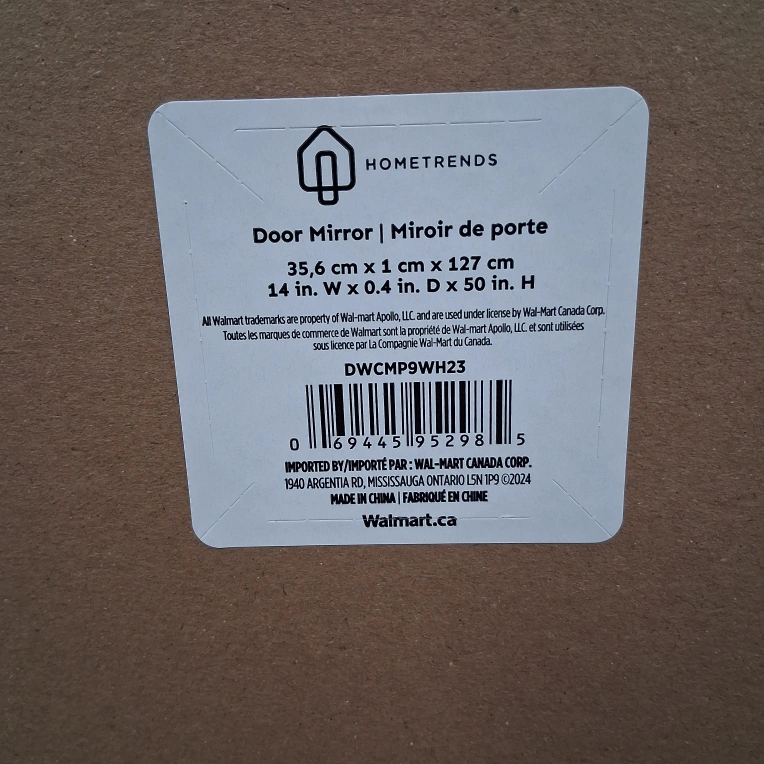 HOMETRENDS
Door Mirror | Miroir de porte
35,6 cm x 1 cm x 127 cm
14 in. W x 0.4 in. D x 50 in. H
All Walmart trademarks are property of Wal-mart Apollo, LLC. and are used under license by Wal-Mart Canada Corp.
Toutes les marques de commerce de Walmart sont la propriété de Wal-mart Apollo, LLC. et sont utilisées
sous licence par La Compagnie Wal-Mart du Canada.
DWCMP9WH23
0 69445 95298 5
IMPORTED BY/IMPORTÉ PAR : WAL-MART CANADA CORP.
1940 ARGENTIA RD, MISSISSAUGA ONTARIO L5N 1P9 ©2024
MADE IN CHINA | FABRIQUÉ EN CHINE
Walmart.ca